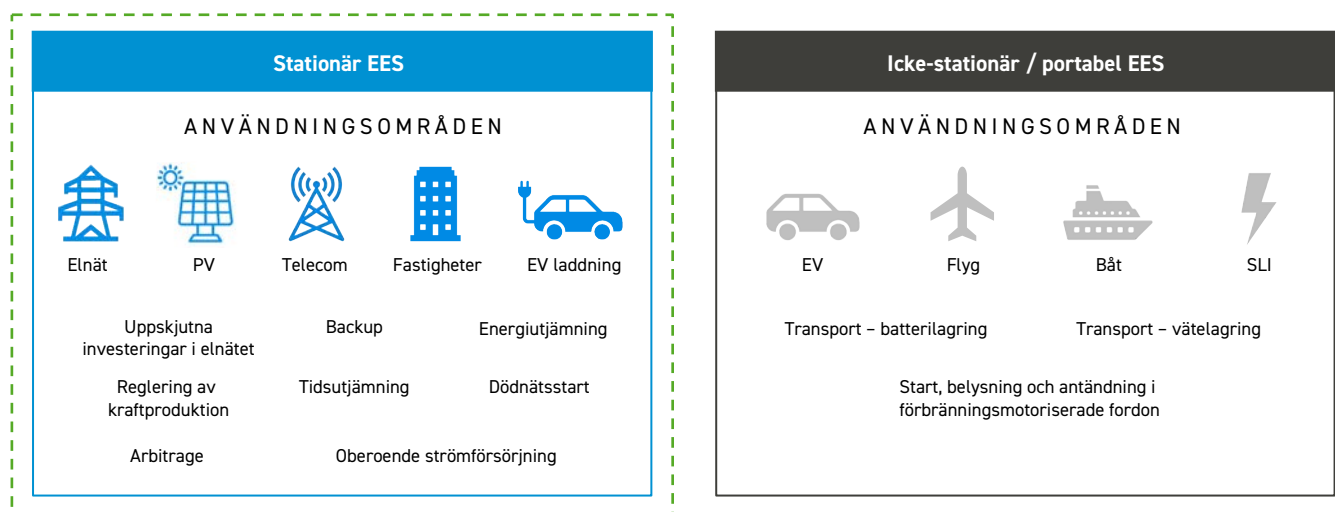 Stationär EES
ANVÄNDNINGSOMRÅDEN
Elnät
PV
Telecom
Fastigheter
EV laddning
Uppskjutna
investeringar i elnätet
Backup
Energiutjämning
Reglering av
kraftproduktion
Tidsutjämning
Dödnätsstart
Arbitrage
Oberoende strömförsörjning
Icke-stationär / portabel EES
ANVÄNDNINGSOMRÅDEN
EV
Flyg
Båt
SLI
Transport – batterilagring
Transport – vätelagring
Start, belysning och antändning i
förbränningsmotoriserade fordon